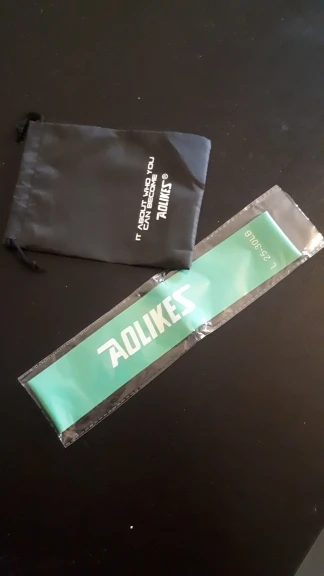 IT ABOUT WHO YOU
CAN BECOME
AOLIKES®
AOLIKES
L 25-30LB